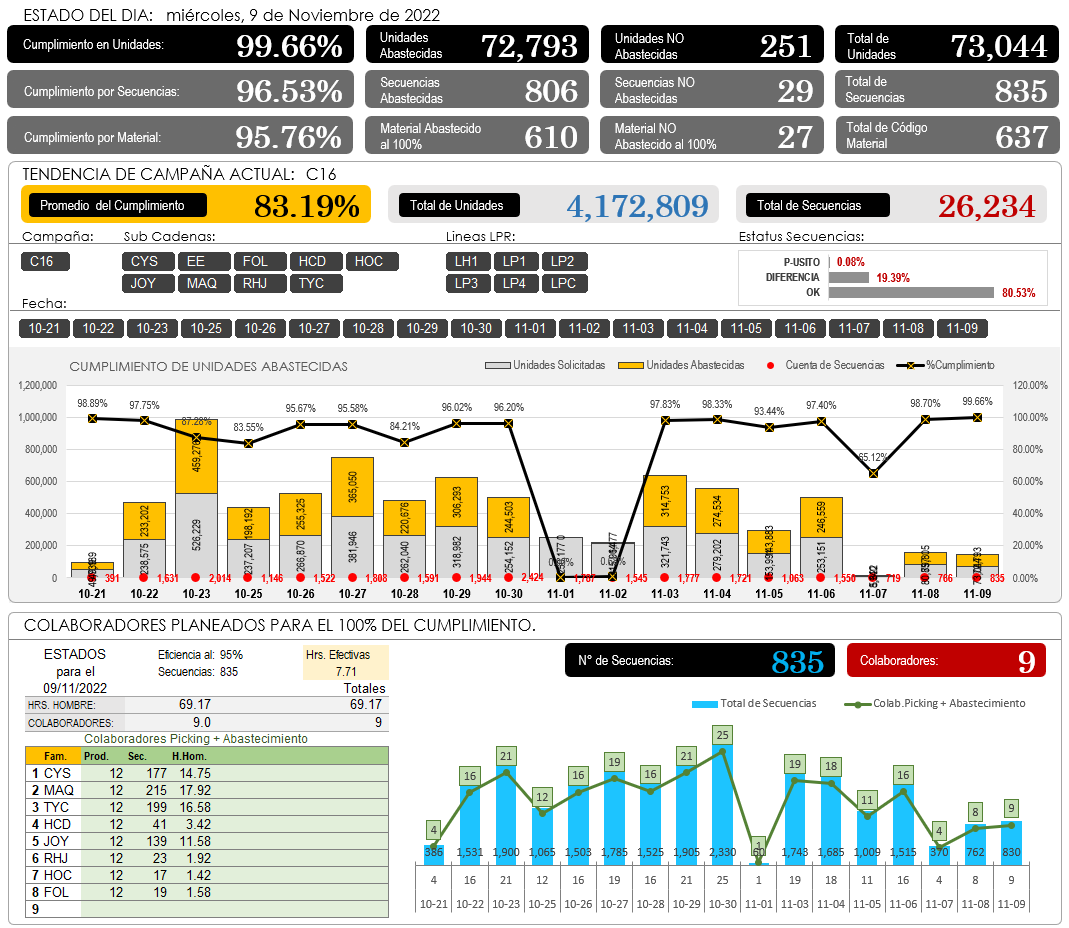 ESTADO DEL DIA: miércoles, 9 de Noviembre de 2022
Cumplimiento en Unidades: 99.66%
Unidades Abastecidas 72,793
Unidades NO Abastecidas 251
Total de Unidades 73,044
Cumplimiento por Secuencias: 96.53%
Secuencias Abastecidas 806
Secuencias NO Abastecidas 29
Total de Secuencias 835
Cumplimiento por Material: 95.76%
Material Abastecido al 100% 610
Material NO Abastecido al 100% 27
Total de Código Material 637
TENDENCIA DE CAMPAÑA ACTUAL: C16
Promedio del Cumplimiento 83.19%
Total de Unidades 4,172,809
Total de Secuencias 26,234
Campaña: Sub Cadenas: Lineas LPR: Estatus Secuencias:
C16 CYS EE FOL HCD HOC LH1 LP1 LP2
JOY MAQ RHJ TYC LP3 LP4 LPC
P-USITO 0.08%
DIFERENCIA 19.39%
OK 80.53%
Fecha:
10-21 10-22 10-23 10-25 10-26 10-27 10-28 10-29 10-30 11-01 11-02 11-03 11-04 11-05 11-06 11-07 11-08 11-09
CUMPLIMIENTO DE UNIDADES ABASTECIDAS
Unidades Solicitadas Unidades Abastecidas Cuenta de Secuencias %Cumplimiento
1,200,000 1,000,000 800,000 600,000 400,000 200,000 0
120.00% 100.00% 80.00% 60.00% 40.00% 20.00% 0.00%
98.89% 97.75% 87.28% 83.55% 95.67% 95.58% 84.21% 96.02% 96.20% 97.83% 98.33% 93.44% 97.40% 65.12% 98.70% 99.66%
233,202 459,276 198,192 255,325 365,050 220,676 306,293 244,503 314,753 274,534 143,883 246,559
238,575 526,229 237,207 266,870 381,946 262,040 318,982 254,152 321,743 279,202 253,151
391 1,631 2,014 1,146 1,522 1,808 1,591 1,944 2,424 1,545 1,777 1,721 1,063 1,550 719 766 835
10-21 10-22 10-23 10-25 10-26 10-27 10-28 10-29 10-30 11-01 11-02 11-03 11-04 11-05 11-06 11-07 11-08 11-09
COLABORADORES PLANEADOS PARA EL 100% DEL CUMPLIMIENTO.
ESTADOS para el 09/11/2022
Eficiencia al: 95%
Secuencias: 835
Hrs. Efectivas 7.71
N° de Secuencias: 835
Colaboradores: 9
Totales
HRS. HOMBRE: 69.17 69.17
COLABORADORES: 9.0 9
Colaboradores Picking + Abastecimiento
Fam. Prod. Sec. H.Hom.
1 CYS 12 177 14.75
2 MAQ 12 215 17.92
3 TYC 12 199 16.58
4 HCD 12 41 3.42
5 JOY 12 139 11.58
6 RHJ 12 23 1.92
7 HOC 12 17 1.42
8 FOL 12 19 1.58
9
Total de Secuencias Colab.Picking + Abastecimiento
4 16 21 12 16 19 16 21 25 1 19 18 11 16 4 8 9
386 1,531 1,900 1,065 1,503 1,785 1,525 1,905 2,330 60 1,743 1,685 1,009 1,515 370 762 830
4 16 21 12 16 19 16 21 25 1 19 18 11 16 4 8 9
10-21 10-22 10-23 10-25 10-26 10-27 10-28 10-29 10-30 11-01 11-03 11-04 11-05 11-06 11-07 11-08 11-09